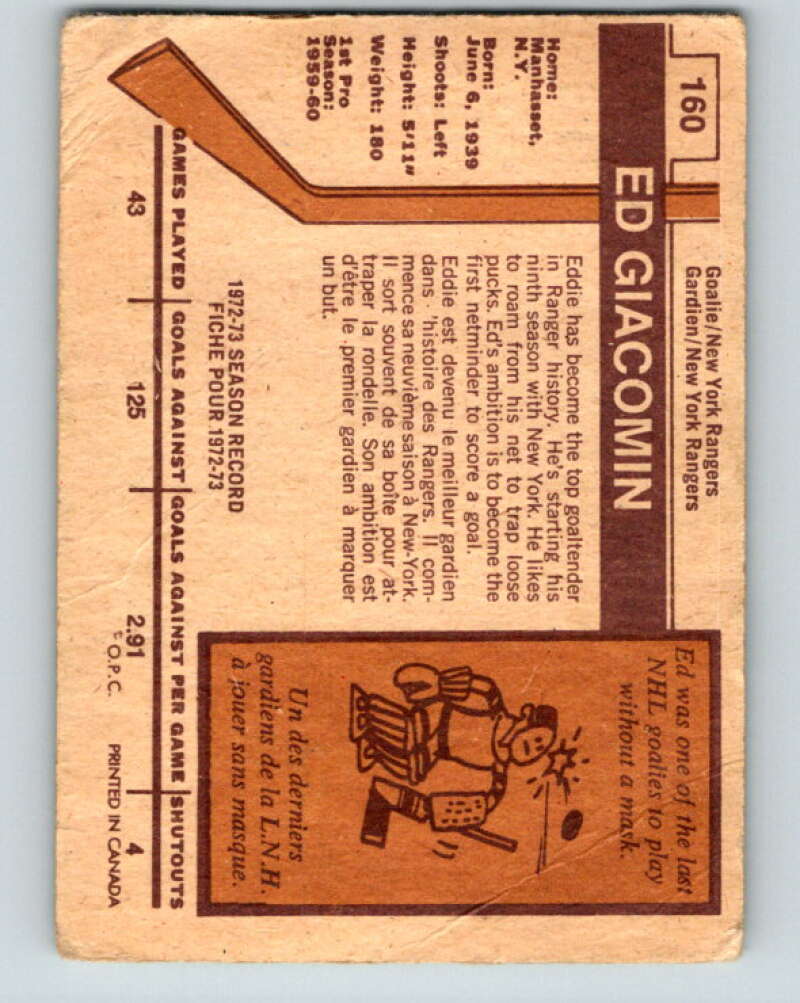 160
Goalie/New York Rangers
Gardien/New York Rangers
ED GIACOMIN
Home:
Manhasset,
N.Y.
Born:
June 6, 1939
Shoots: Left
Height: 5'11"
Weight: 180
1st Pro
Season:
1959-60
Eddie has become the top goaltender
in Ranger history. He's starting his
ninth season with New York. He likes
to roam from his net to trap loose
pucks. Ed's ambition is to become the
first netminder to score a goal.
Eddie est devenu le meilleur gardien
dans 'histoire des Rangers. Il com-
mence sa neuvième saison à New-York.
Il sort souvent de sa boîte pour at-
traper la rondelle. Son ambition est
d'être le premier gardien à marquer
un but.
Ed was one of the last
NHL goalies to play
without a mask.
Un des derniers
gardiens de la L.N.H.
à jouer sans masque.
1972-73 SEASON RECORD
FICHE POUR 1972-73
GAMES PLAYED GOALS AGAINST GOALS AGAINST PER GAME SHUTOUTS
43 125 2.91 4
O.P.C. PRINTED IN CANADA